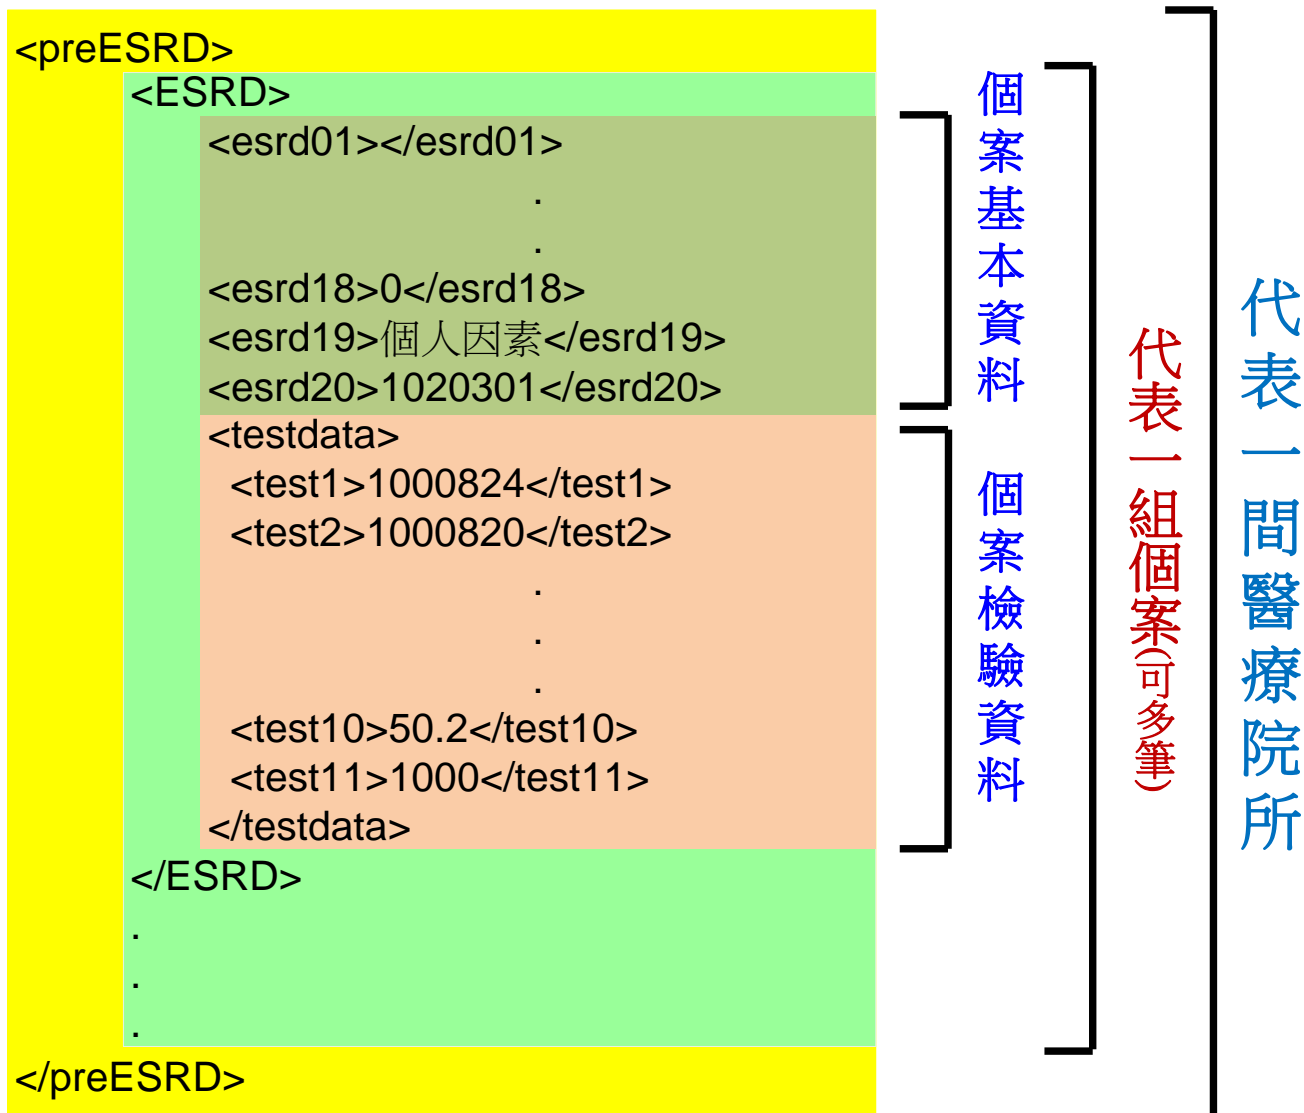 <preESRD>
<ESRD>
<esrd01></esrd01>
.
.
<esrd18>0</esrd18>
<esrd19>個人因素</esrd19>
<esrd20>1020301</esrd20>
<testdata>
<test1>1000824</test1>
<test2>1000820</test2>
.
.
.
<test10>50.2</test10>
<test11>1000</test11>
</testdata>
</ESRD>
.
.
.
</preESRD>
個案基本資料
個案檢驗資料
代表一組個案(可多筆)
代表一間醫療院所